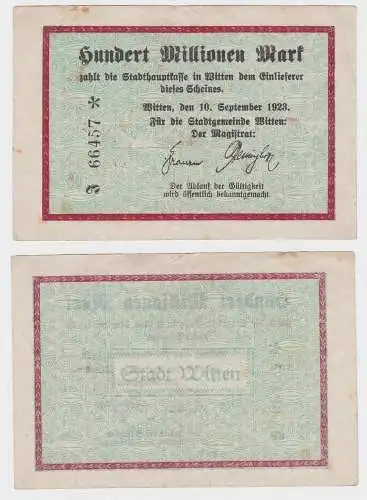 Hundert Millionen Mark
zahlt die Stadthauptkasse in Witten dem Einlieferer
dieses Scheines.
Witten, den 10. September 1923.
Für die Stadtgemeinde Witten:
Der Magistrat:
Der Ablauf der Gültigkeit
wird öffentlich bekanntgemacht.
J 66457 *
Stadt Witten